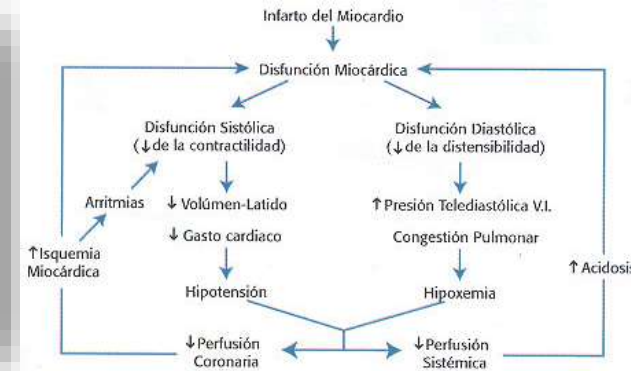 Infarto del Miocardio
Disfunción Miocárdica
Disfunción Sistólica
(↓de la contractilidad)
Disfunción Diastólica
(↓de la distensibilidad)
Arritmias
↓Volúmen-Latido
↑Presión Telediastólica V.I.
↓Gasto cardiaco
Congestión Pulmonar
↑Isquemia
Miocárdica
↑Acidosis
Hipotensión
Hipoxemia
↓Perfusión
Coronaria
↓Perfusión
Sistémica